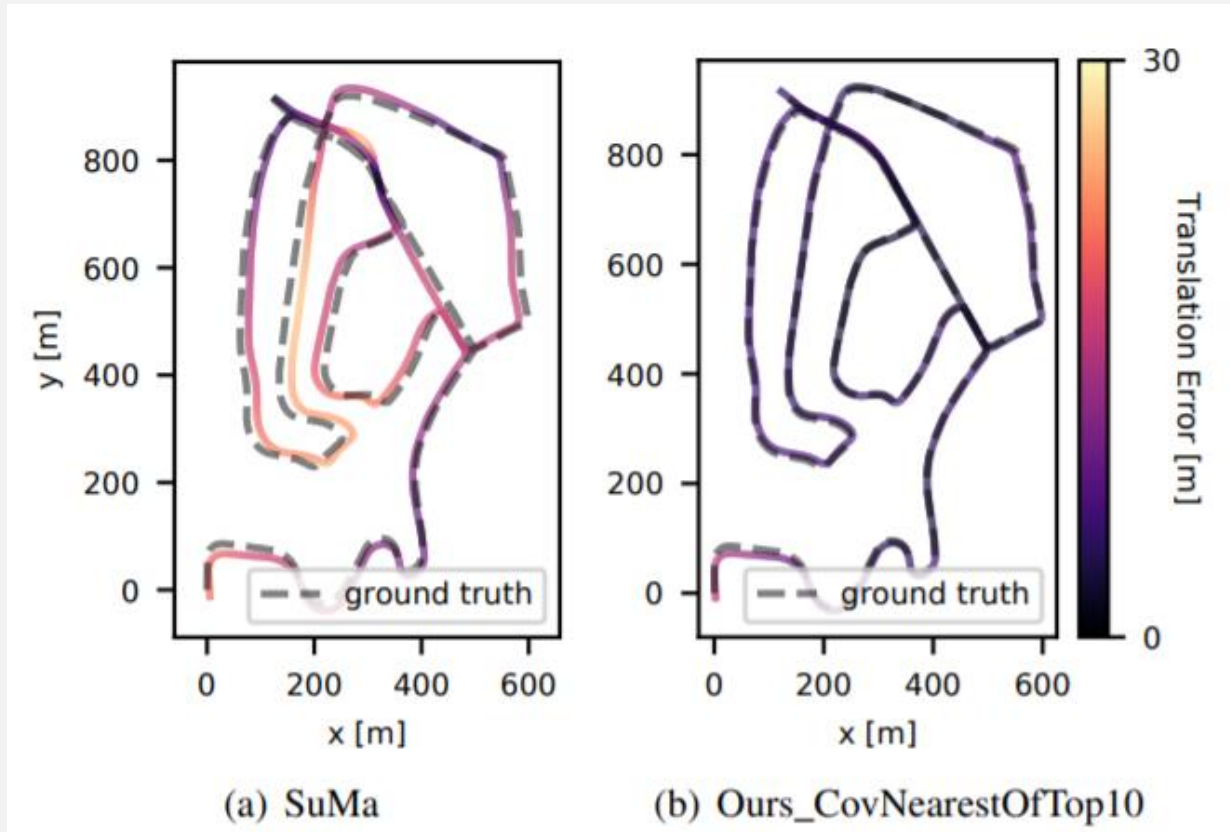 800
600
400
200
0
y [m]
ground truth
0 200 400 600
x [m]
(a) SuMa
800
600
400
200
0
ground truth
0 200 400 600
x [m]
(b) Ours_CovNearestOfTop10
30
0
Translation Error [m]